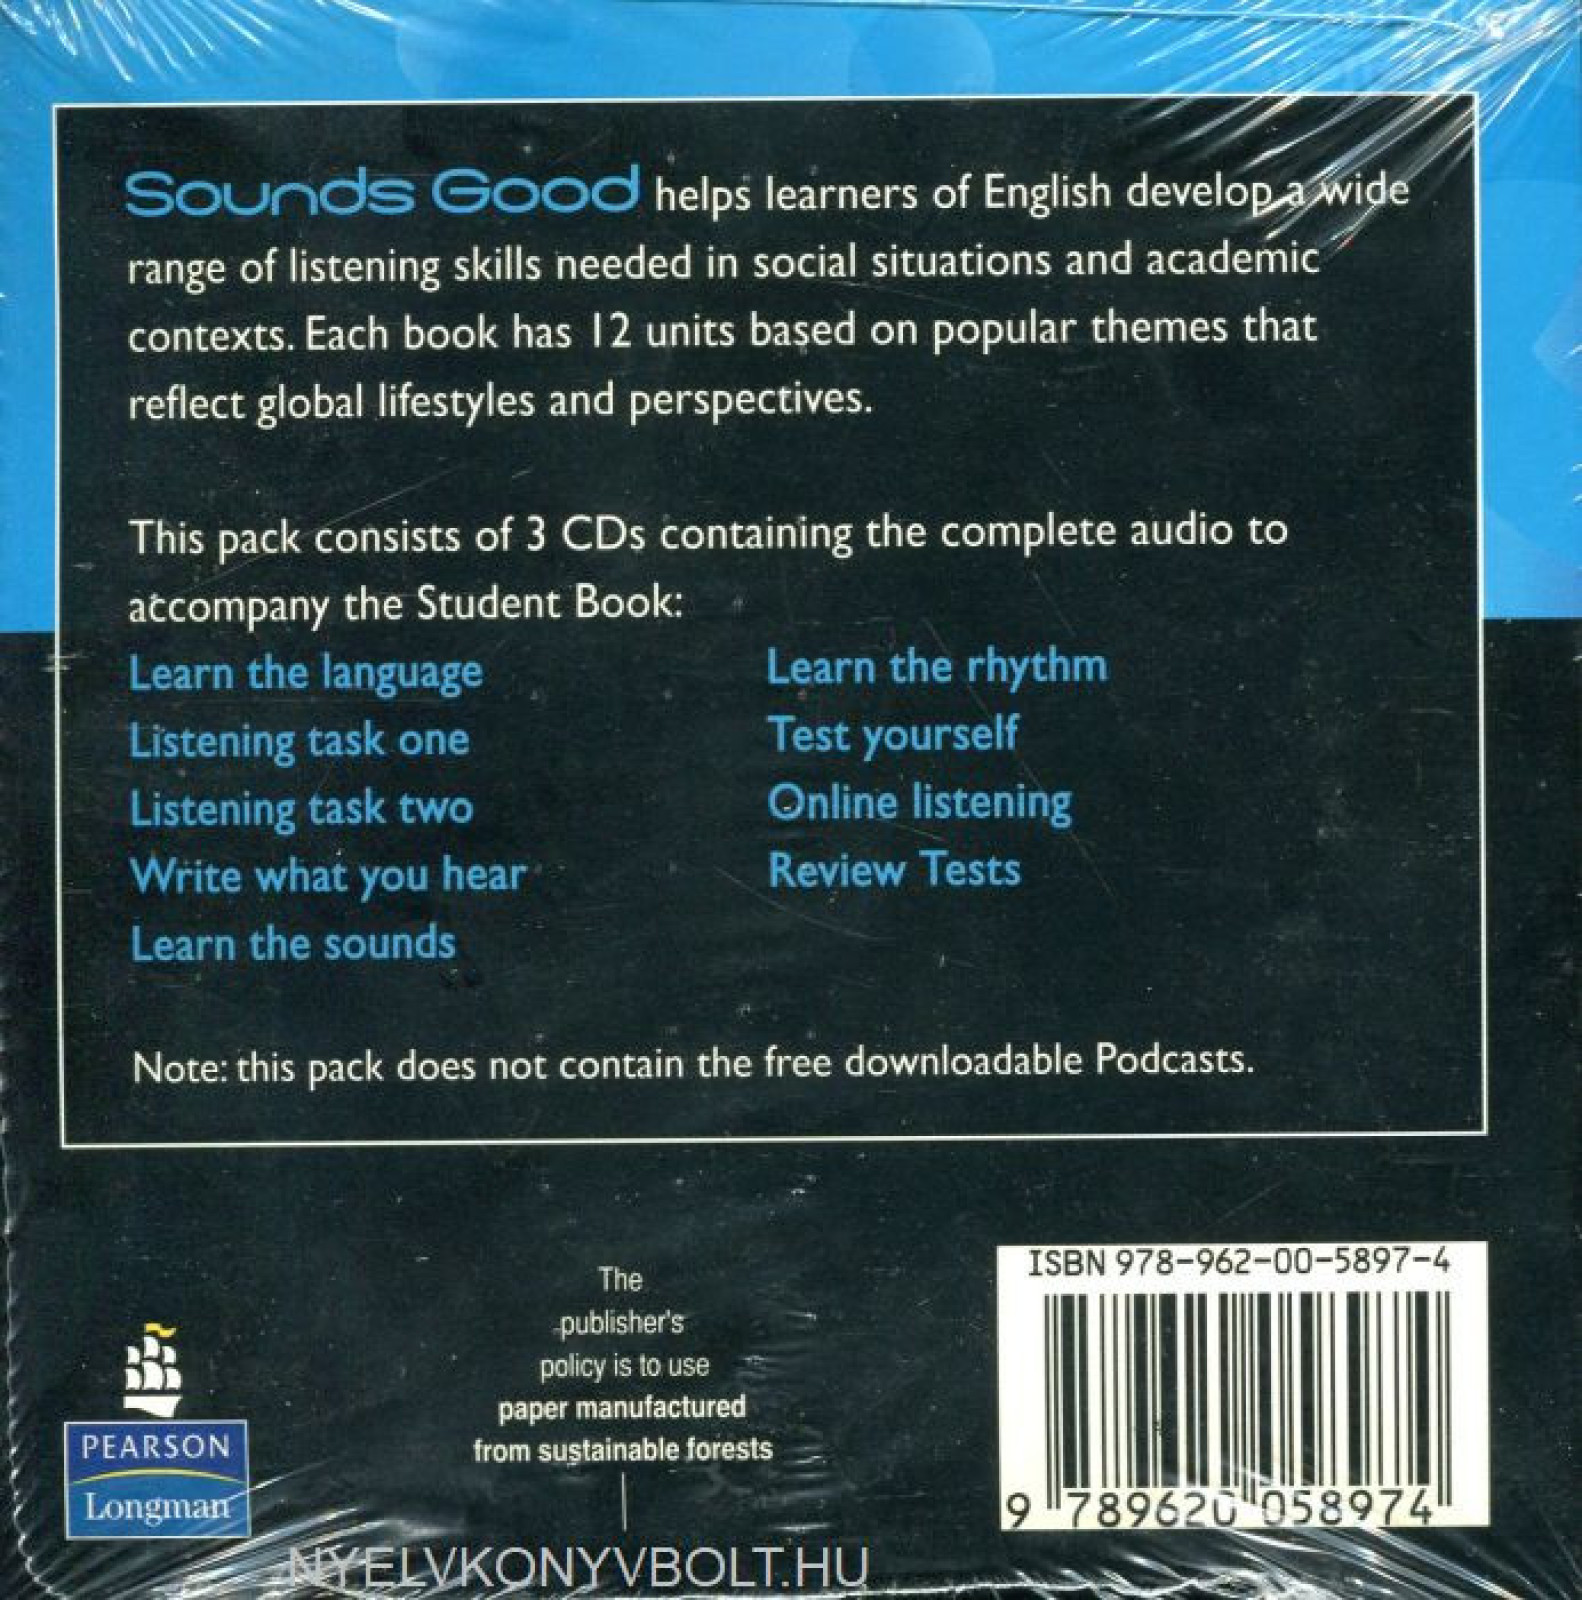 Sounds Good helps learners of English develop a wide
range of listening skills needed in social situations and academic
contexts. Each book has 12 units based on popular themes that
reflect global lifestyles and perspectives.
This pack consists of 3 CDs containing the complete audio to
accompany the Student Book:
Learn the language
Listening task one
Listening task two
Write what you hear
Learn the sounds
Learn the rhythm
Test yourself
Online listening
Review Tests
Note: this pack does not contain the free downloadable Podcasts.
The
publisher's
policy is to use
paper manufactured
from sustainable forests
PEARSON
Longman
ISBN 978-962-00-5897-4
9 789620 058974
NYELVKONYVBOLT.HU